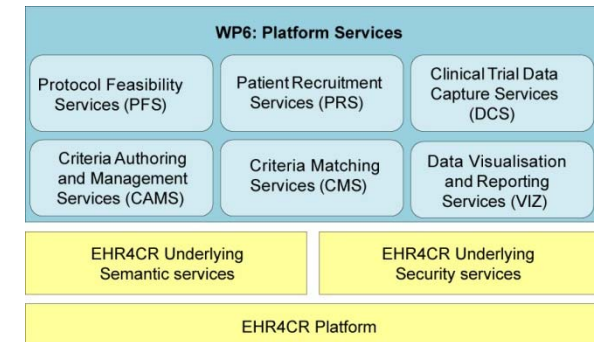 WP6: Platform Services
Protocol Feasibility
Services (PFS)
Patient Recruitment
Services (PRS)
Clinical Trial Data
Capture Services
(DCS)
Criteria Authoring
and Management
Services (CAMS)
Criteria Matching
Services (CMS)
Data Visualisation
and Reporting
Services (VIZ)
EHR4CR Underlying
Semantic services
EHR4CR Underlying
Security services
EHR4CR Platform